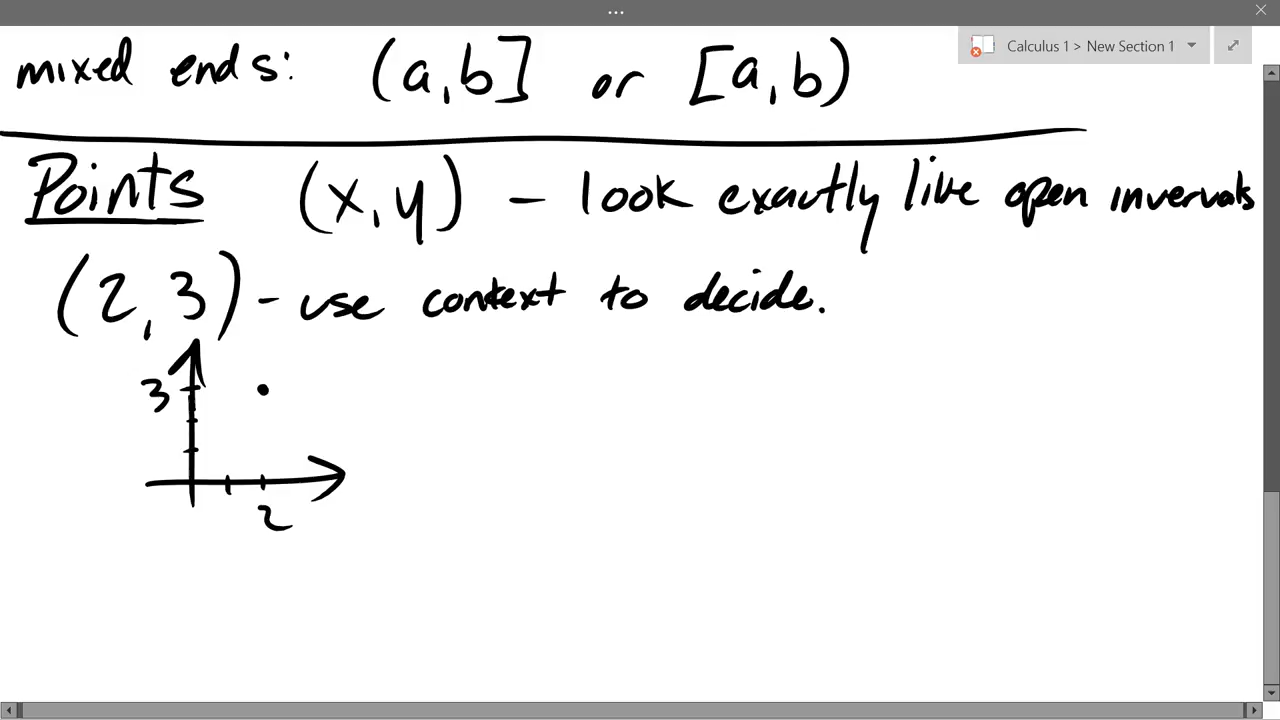 ...
Calculus 1 > New Section 1
mixed ends: (a,b] or [a,b)
Points (x,y) - look exactly like open invervals
(2,3) - use context to decide.
3
2